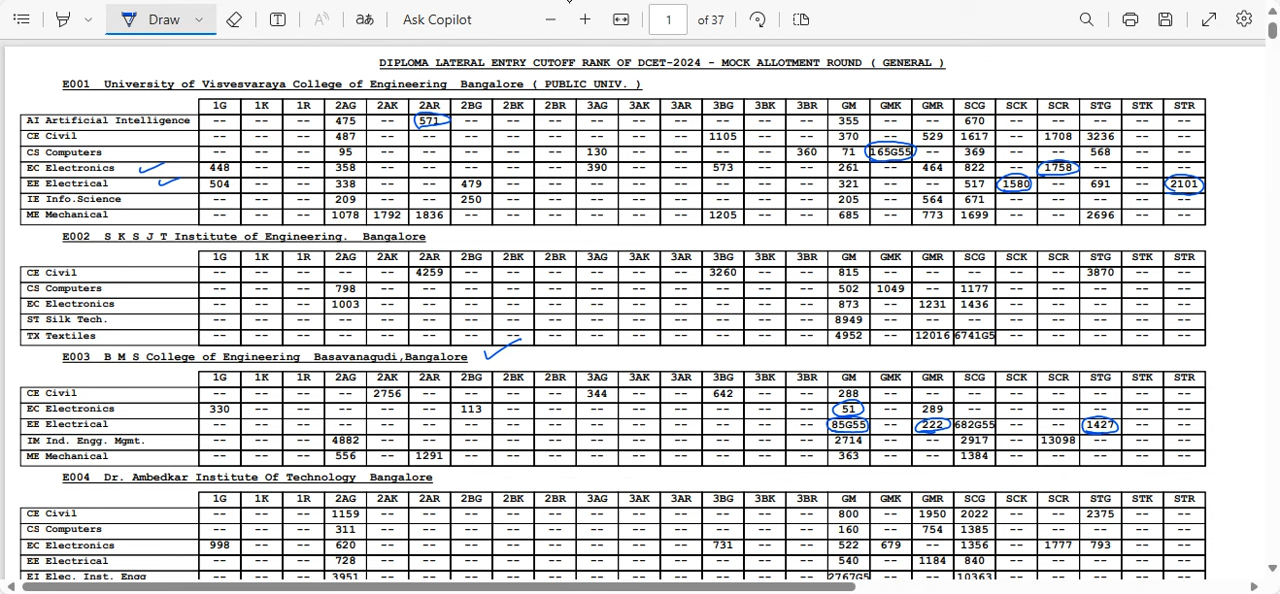 Draw aあ Ask Copilot 1 of 37
DIPLOMA LATERAL ENTRY CUTOFF RANK OF DCET-2024 - MOCK ALLOTMENT ROUND ( GENERAL )
E001 University of Visvesvaraya College of Engineering Bangalore ( PUBLIC UNIV. )
1G 1K 1R 2AG 2AK 2AR 2BG 2BK 2BR 3AG 3AK 3AR 3BG 3BK 3BR GM GMK GMR SCG SCK SCR STG STK STR
AI Artificial Intelligence -- -- -- 475 -- 571 -- -- -- -- -- -- -- -- -- 355 -- -- 670 -- -- -- -- --
CE Civil -- -- -- 487 -- -- -- -- -- -- -- -- 1105 -- -- 370 -- 529 1617 -- 1708 3236 -- --
CS Computers -- -- -- 95 -- -- -- -- -- 130 -- -- -- -- 360 71 165G55 -- 369 -- -- 568 -- --
EC Electronics 448 -- -- 358 -- -- -- -- -- 390 -- -- 573 -- -- 261 -- 464 822 -- 1758 -- -- --
EE Electrical 504 -- -- 338 -- -- 479 -- -- -- -- -- -- -- -- 321 -- -- 517 1580 -- 691 -- 2101
IE Info.Science -- -- -- 209 -- -- 250 -- -- -- -- -- -- -- -- 205 -- 564 671 -- -- -- -- --
ME Mechanical -- -- -- 1078 1792 1836 -- -- -- -- -- -- 1205 -- -- 685 -- 773 1699 -- -- 2696 -- --
E002 S K S J T Institute of Engineering. Bangalore
1G 1K 1R 2AG 2AK 2AR 2BG 2BK 2BR 3AG 3AK 3AR 3BG 3BK 3BR GM GMK GMR SCG SCK SCR STG STK STR
CE Civil -- -- -- -- -- 4259 -- -- -- -- -- -- 3260 -- -- 815 -- -- -- -- -- 3870 -- --
CS Computers -- -- -- 798 -- -- -- -- -- -- -- -- -- -- -- 502 1049 -- 1177 -- -- -- -- --
EC Electronics -- -- -- 1003 -- -- -- -- -- -- -- -- -- -- -- 873 -- 1231 1436 -- -- -- -- --
ST Silk Tech. -- -- -- -- -- -- -- -- -- -- -- -- -- -- -- 8949 -- -- -- -- -- -- -- --
TX Textiles -- -- -- -- -- -- -- -- -- -- -- -- -- -- -- 4952 -- 12016 6741G5 -- -- -- -- --
E003 B M S College of Engineering Basavanagudi,Bangalore
1G 1K 1R 2AG 2AK 2AR 2BG 2BK 2BR 3AG 3AK 3AR 3BG 3BK 3BR GM GMK GMR SCG SCK SCR STG STK STR
CE Civil -- -- -- -- 2756 -- -- -- -- 344 -- -- 642 -- -- 288 -- -- -- -- -- -- -- --
EC Electronics 330 -- -- -- -- -- 113 -- -- -- -- -- -- -- -- 51 -- 289 -- -- -- -- -- --
EE Electrical -- -- -- -- -- -- -- -- -- -- -- -- -- -- -- 85G55 -- 222 682G55 -- -- 1427 -- --
IM Ind. Engg. Mgmt. -- -- -- 4882 -- -- -- -- -- -- -- -- -- -- -- 2714 -- -- 2917 -- 13098 -- -- --
ME Mechanical -- -- -- 556 -- 1291 -- -- -- -- -- -- -- -- -- 363 -- -- 1384 -- -- -- -- --
E004 Dr. Ambedkar Institute Of Technology Bangalore
1G 1K 1R 2AG 2AK 2AR 2BG 2BK 2BR 3AG 3AK 3AR 3BG 3BK 3BR GM GMK GMR SCG SCK SCR STG STK STR
CE Civil -- -- -- 1159 -- -- -- -- -- -- -- -- -- -- -- 800 -- 1950 2022 -- -- 2375 -- --
CS Computers -- -- -- 311 -- -- -- -- -- -- -- -- -- -- -- 160 -- 754 1385 -- -- -- -- --
EC Electronics 998 -- -- 620 -- -- -- -- -- -- -- -- 731 -- -- 522 679 -- 1356 -- 1777 793 -- --
EE Electrical -- -- -- 728 -- -- -- -- -- -- -- -- -- -- -- 540 -- 1184 840 -- -- -- -- --
EI Elec. Inst. Engg -- -- -- 3951 -- -- -- -- -- -- -- -- -- -- -- 2767G5 -- -- 10363 -- -- -- -- --